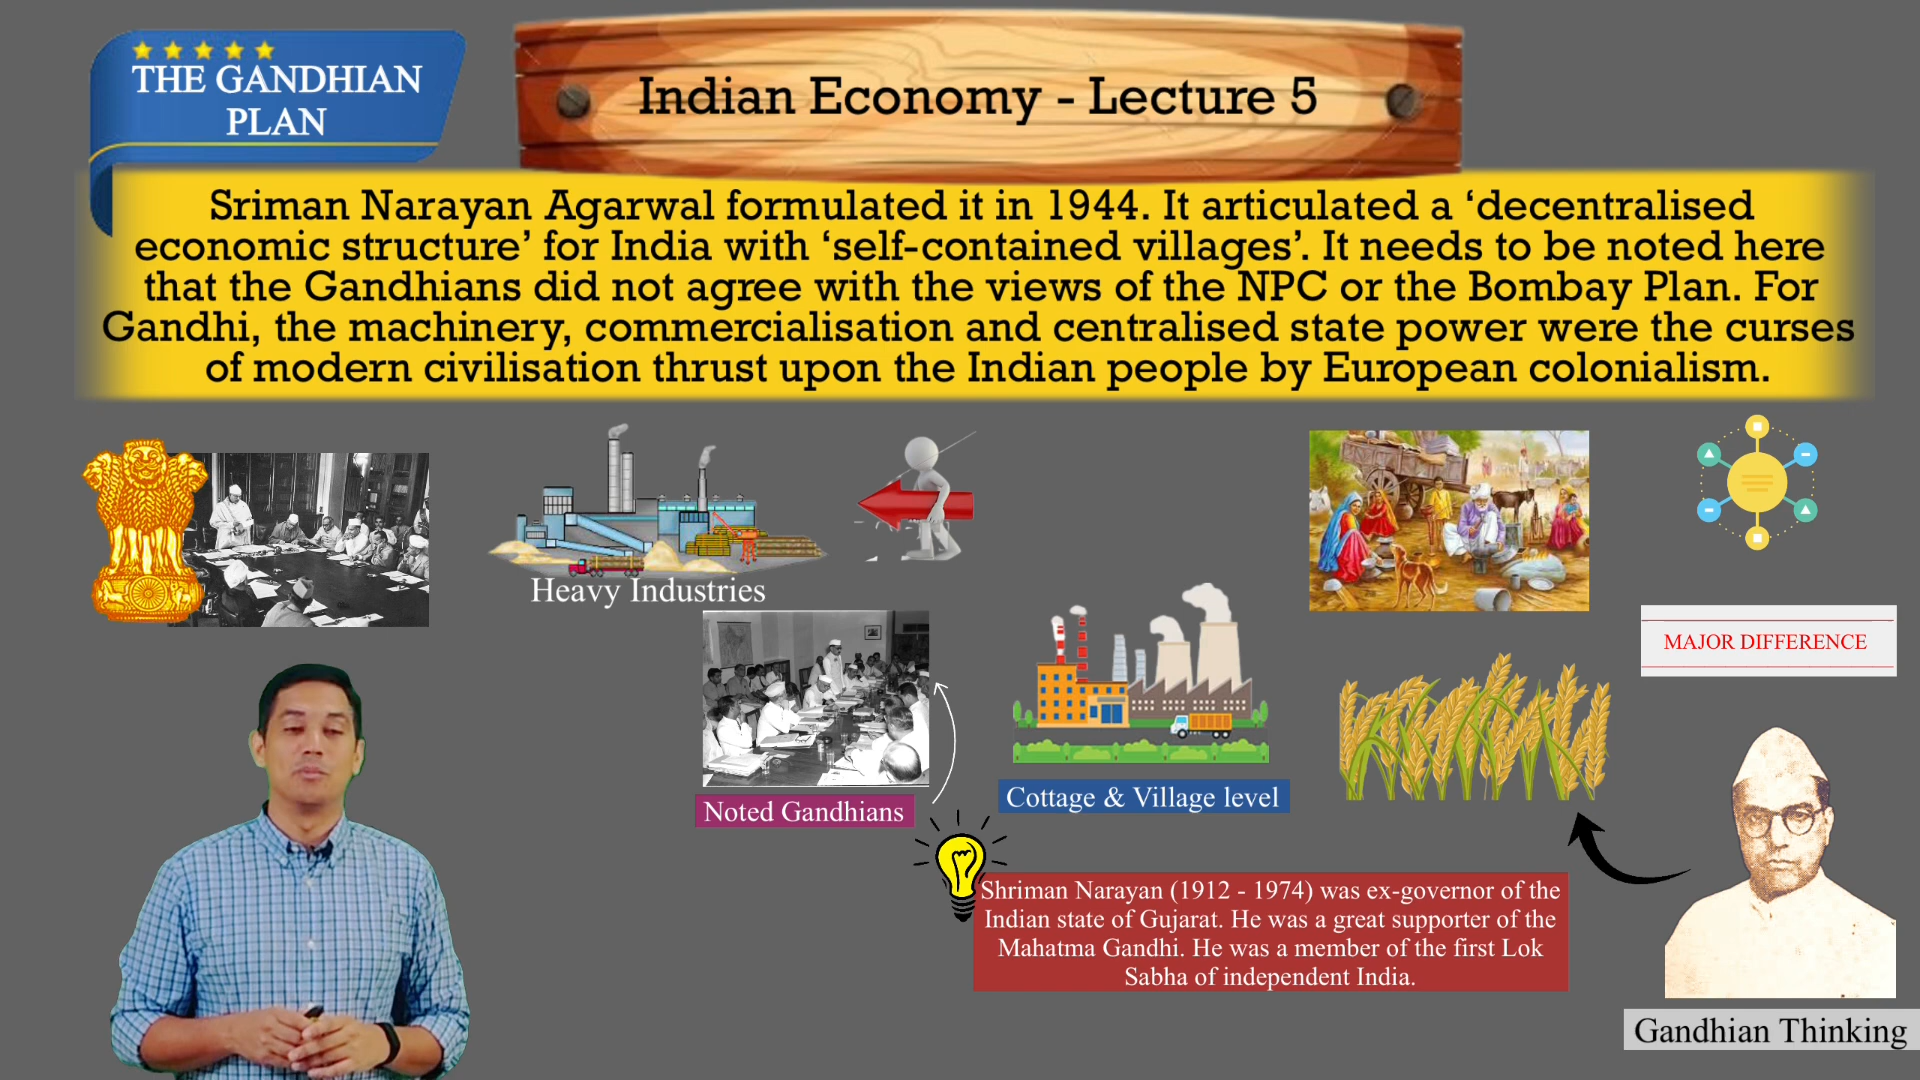 THE GANDHIAN
PLAN
Indian Economy - Lecture 5
Sriman Narayan Agarwal formulated it in 1944. It articulated a ‘decentralised
economic structure’ for India with ‘self-contained villages’. It needs to be noted here
that the Gandhians did not agree with the views of the NPC or the Bombay Plan. For
Gandhi, the machinery, commercialisation and centralised state power were the curses
of modern civilisation thrust upon the Indian people by European colonialism.
Heavy Industries
MAJOR DIFFERENCE
Noted Gandhians
Cottage & Village level
Shriman Narayan (1912 - 1974) was ex-governor of the
Indian state of Gujarat. He was a great supporter of the
Mahatma Gandhi. He was a member of the first Lok
Sabha of independent India.
Gandhian Thinking